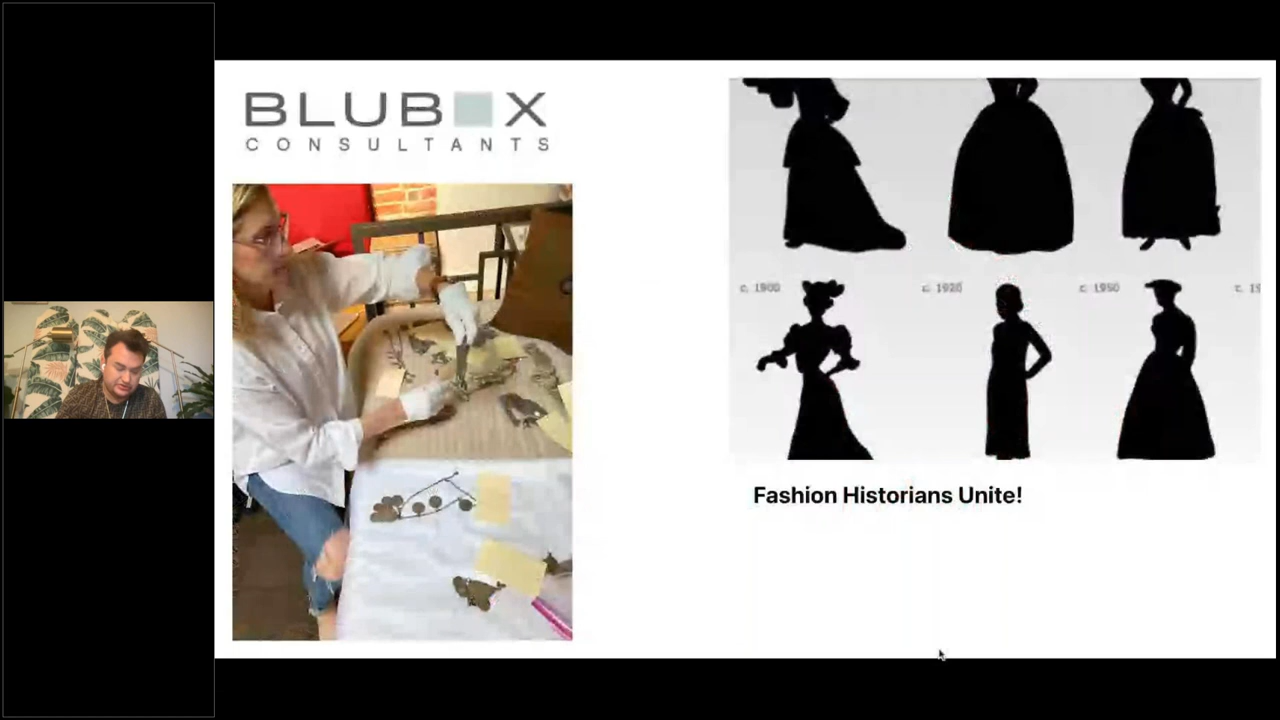 BLUBOX
CONSULTANTS
c. 1900
c. 1920
c. 1950
Fashion Historians Unite!